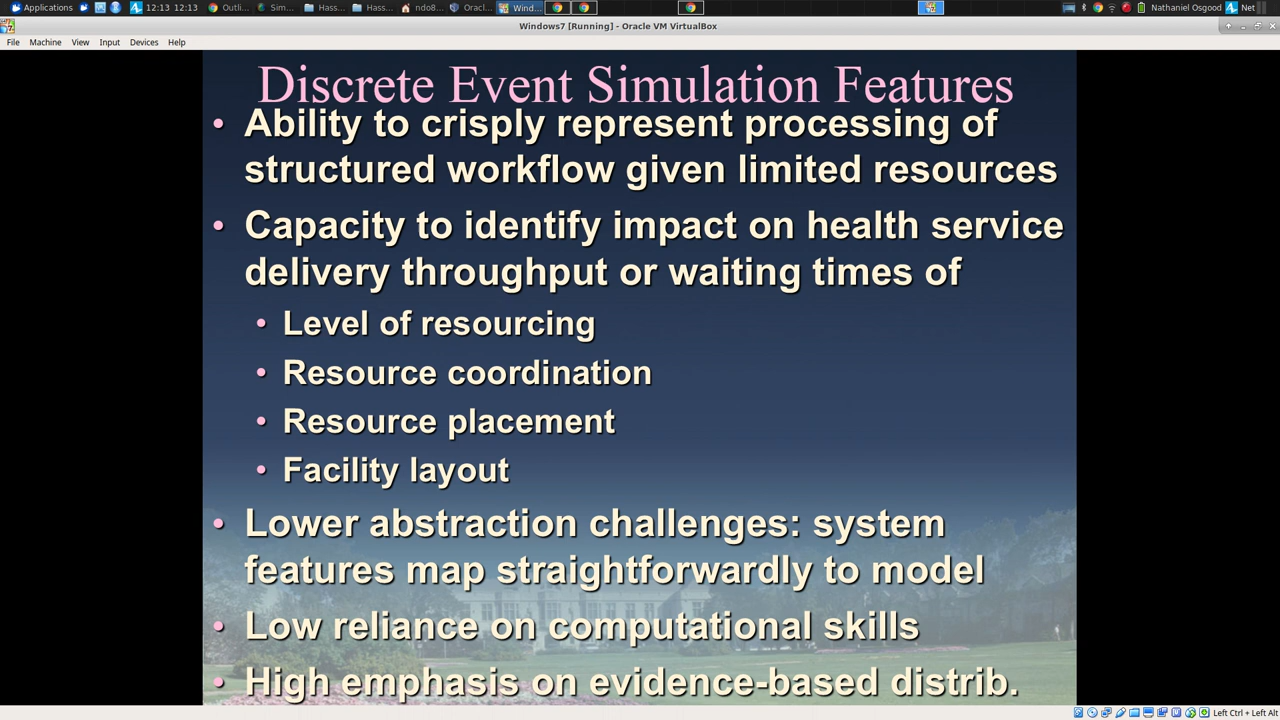 Applications 12:13 12:13 Outli... Sim... Hass... Hass... ndo8... Oracl... Wind... Nathaniel Osgood Net
Windows7 [Running] - Oracle VM VirtualBox
File Machine View Input Devices Help
Discrete Event Simulation Features
• Ability to crisply represent processing of
structured workflow given limited resources
• Capacity to identify impact on health service
delivery throughput or waiting times of
• Level of resourcing
• Resource coordination
• Resource placement
• Facility layout
• Lower abstraction challenges: system
features map straightforwardly to model
• Low reliance on computational skills
• High emphasis on evidence-based distrib.
Left Ctrl + Left Alt